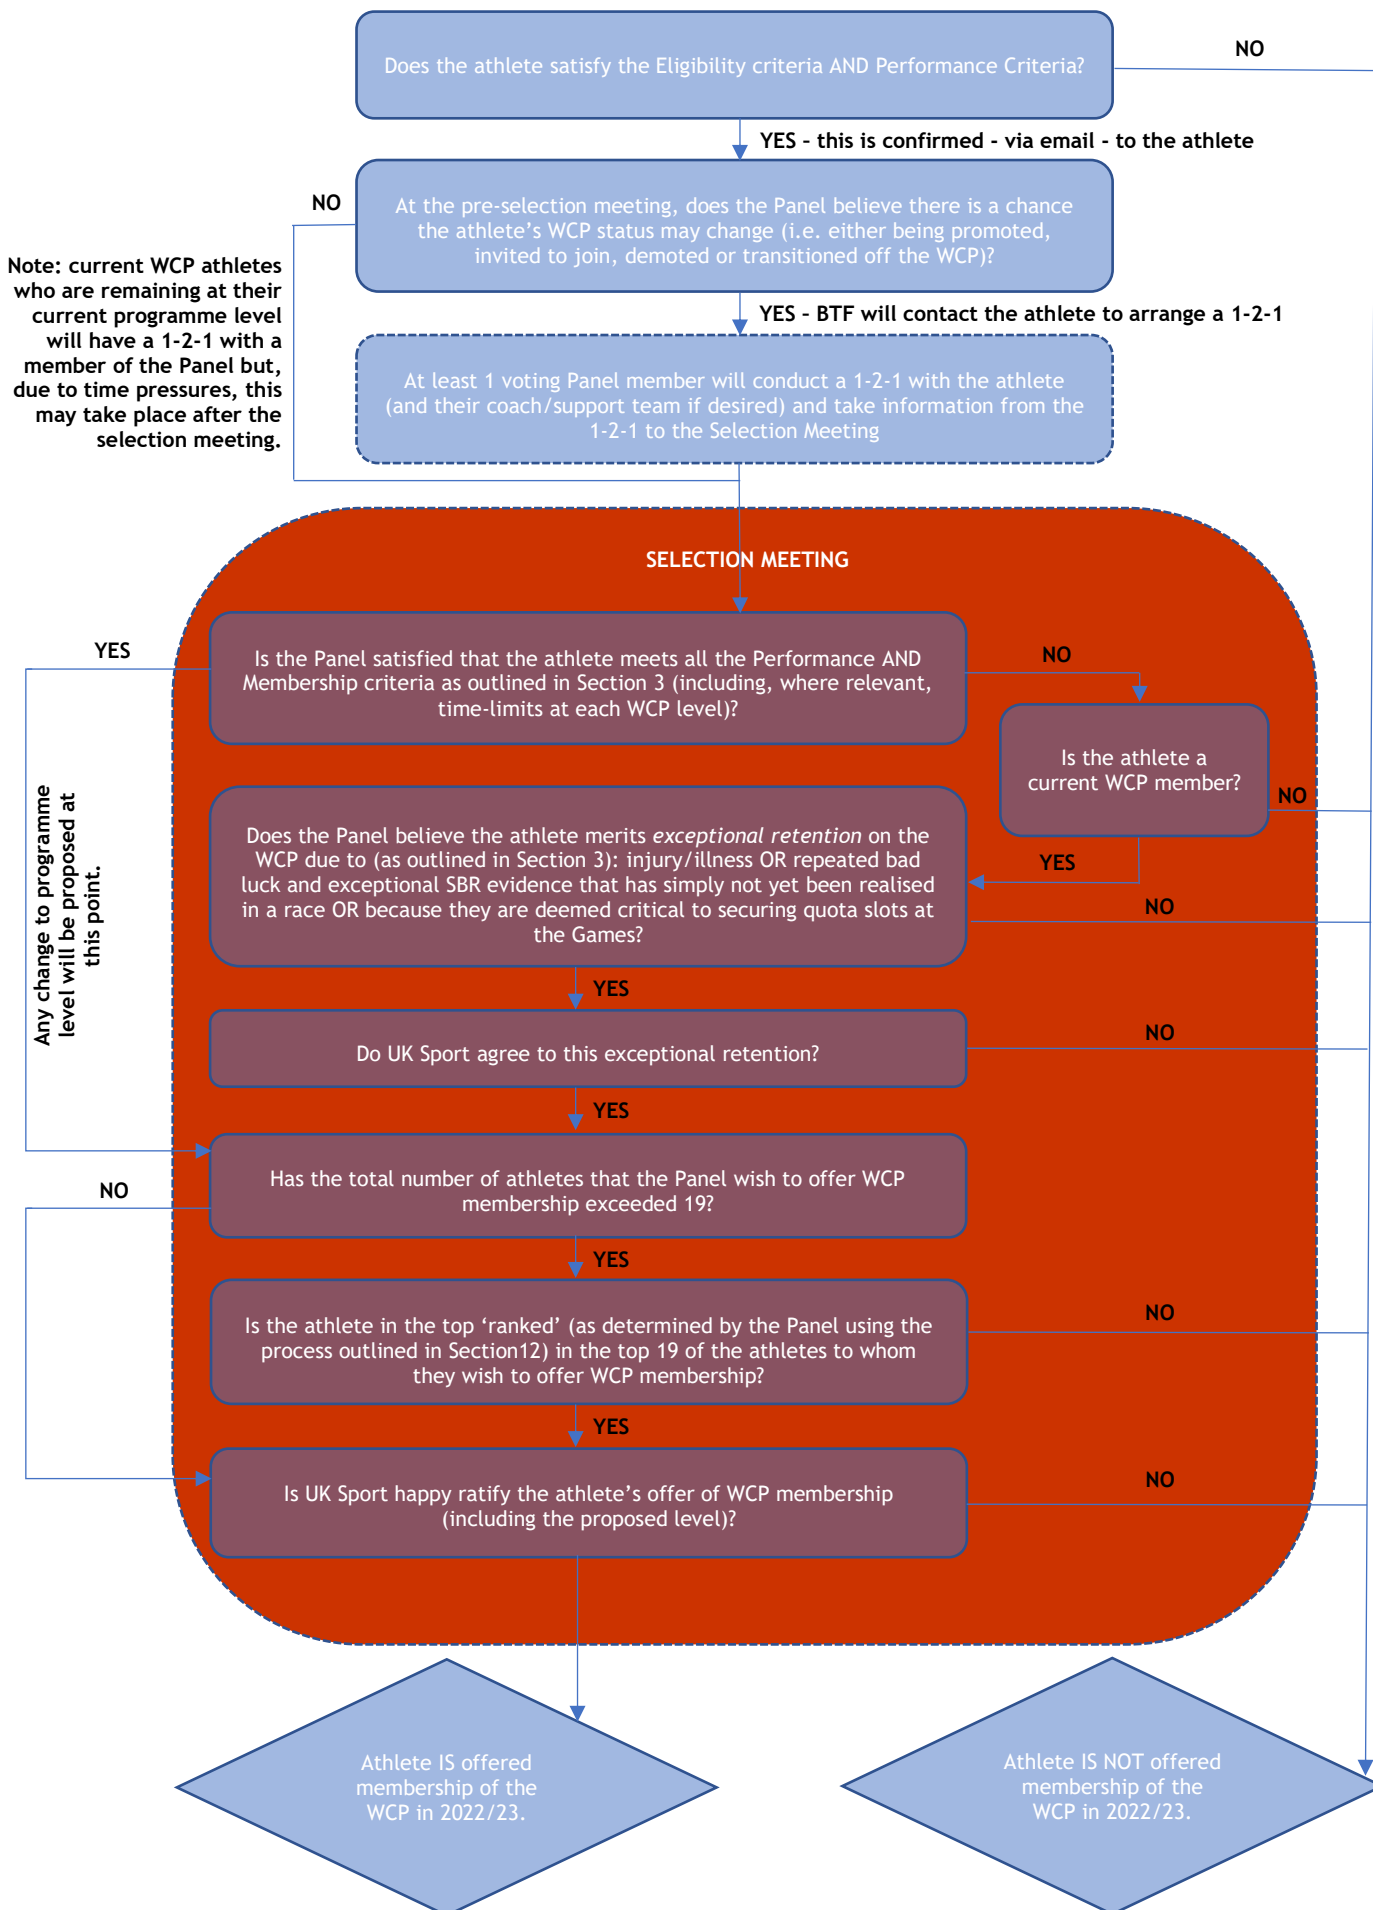 Does the athlete satisfy the Eligibility criteria AND Performance Criteria?
NO
YES - this is confirmed - via email - to the athlete
NO
At the pre-selection meeting, does the Panel believe there is a chance
the athlete's WCP status may change (i.e. either being promoted,
invited to join, demoted or transitioned off the WCP)?
Note: current WCP athletes
who are remaining at their
current programme level
will have a 1-2-1 with a
member of the Panel but,
due to time pressures, this
may take place after the
selection meeting.
YES - BTF will contact the athlete to arrange a 1-2-1
At least 1 voting Panel member will conduct a 1-2-1 with the athlete
(and their coach/support team if desired) and take information from the
1-2-1 to the Selection Meeting
SELECTION MEETING
YES
Is the Panel satisfied that the athlete meets all the Performance AND
Membership criteria as outlined in Section 3 (including, where relevant,
time-limits at each WCP level)?
NO
Is the athlete a
current WCP member?
NO
YES
Any change to programme
level will be proposed at
this point.
Does the Panel believe the athlete merits exceptional retention on the
WCP due to (as outlined in Section 3): injury/illness OR repeated bad
luck and exceptional SBR evidence that has simply not yet been realised
in a race OR because they are deemed critical to securing quota slots at
the Games?
NO
YES
Do UK Sport agree to this exceptional retention?
NO
YES
Has the total number of athletes that the Panel wish to offer WCP
membership exceeded 19?
NO
YES
Is the athlete in the top ‘ranked’ (as determined by the Panel using the
process outlined in Section12) in the top 19 of the athletes to whom
they wish to offer WCP membership?
NO
YES
Is UK Sport happy ratify the athlete's offer of WCP membership
(including the proposed level)?
NO
Athlete IS offered
membership of the
WCP in 2022/23.
Athlete IS NOT offered
membership of the
WCP in 2022/23.